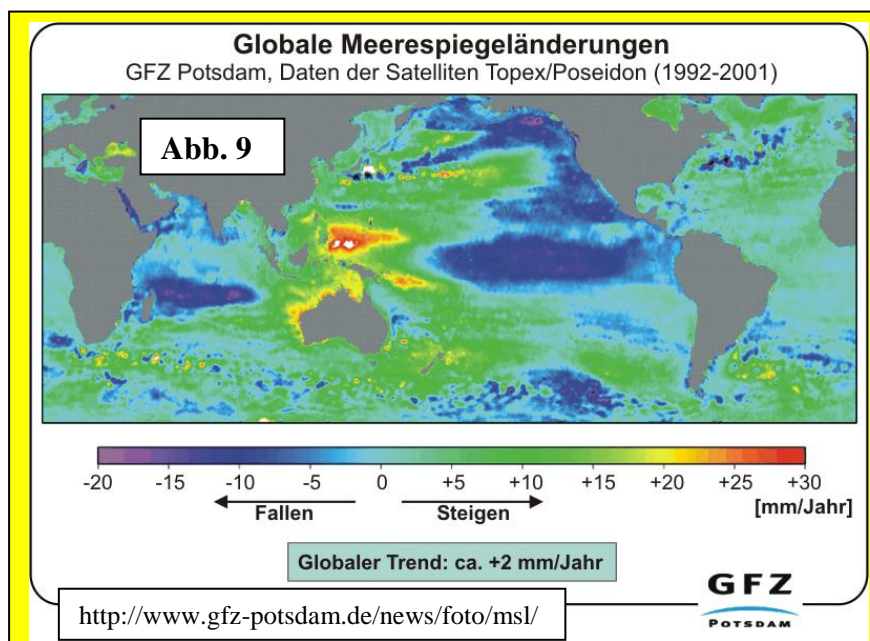 Globale Meerespiegeländerungen
GFZ Potsdam, Daten der Satelliten Topex/Poseidon (1992-2001)
Abb. 9
-20 -15 -10 -5 0 +5 +10 +15 +20 +25 +30
Fallen Steigen [mm/Jahr]
Globaler Trend: ca. +2 mm/Jahr
http://www.gfz-potsdam.de/news/foto/msl/
GFZ
POTSDAM